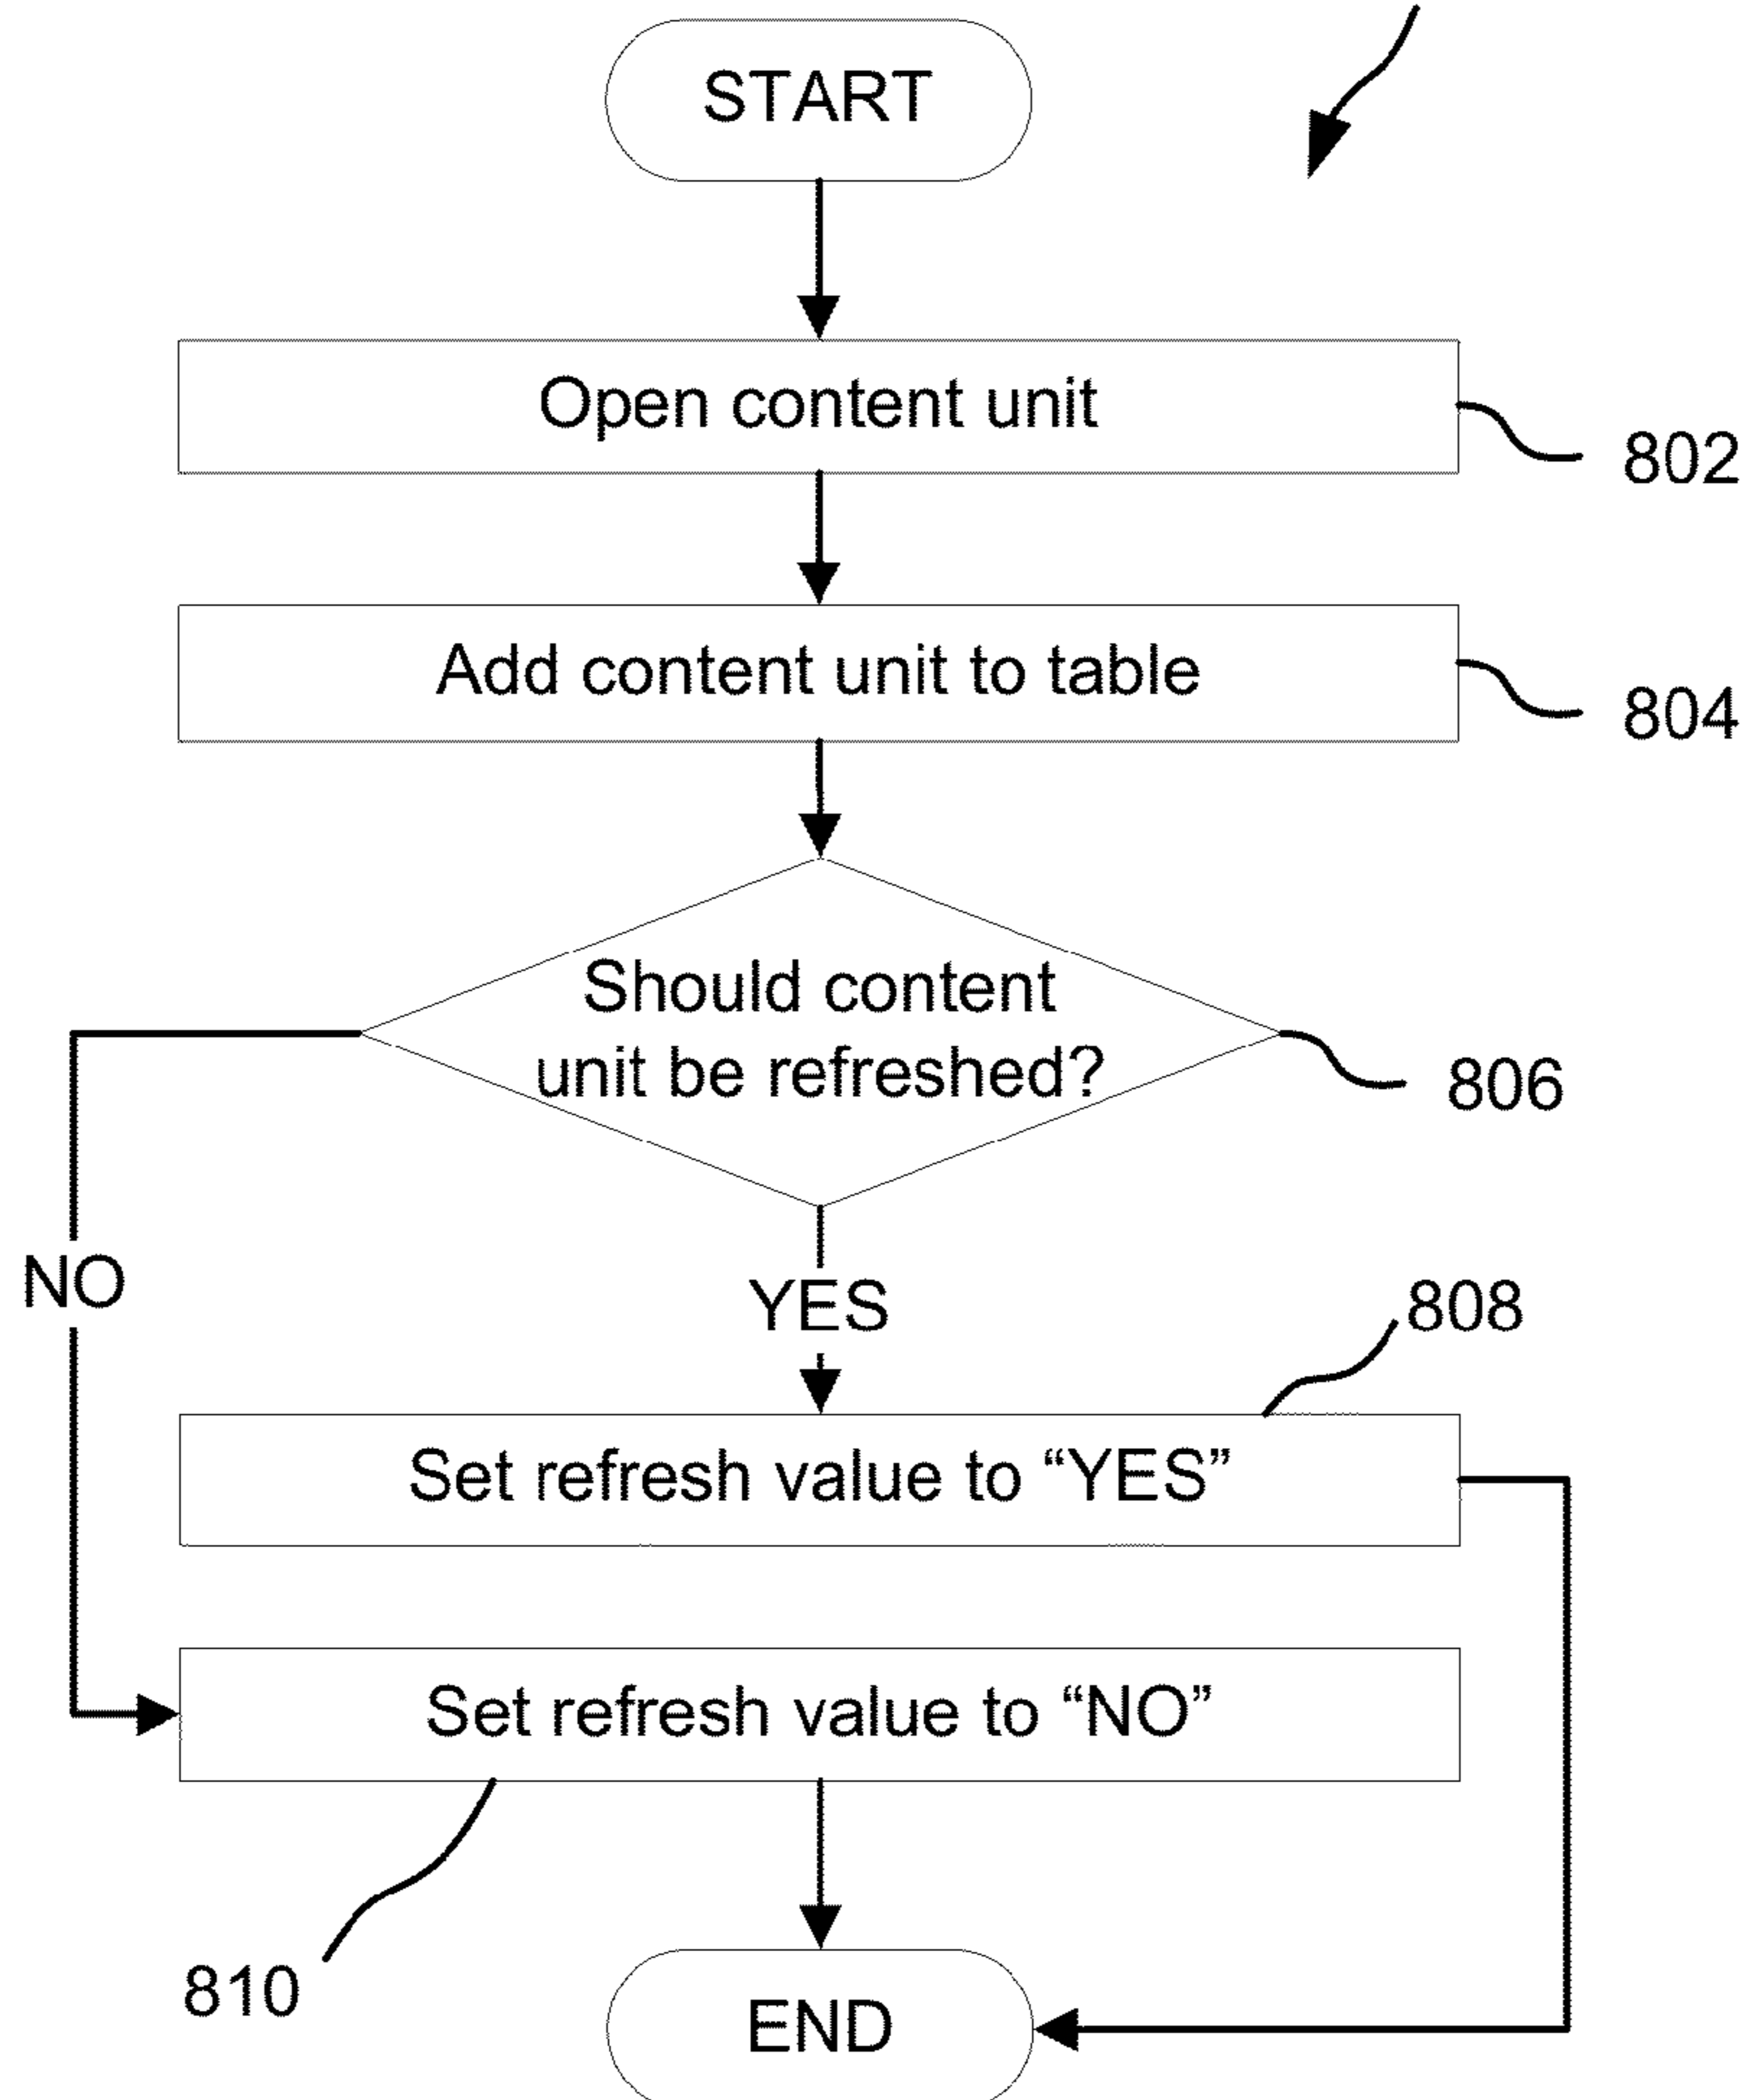 START
Open content unit
802
Add content unit to table
804
Should content
unit be refreshed?
806
NO
YES
808
Set refresh value to “YES”
Set refresh value to “NO”
810
END